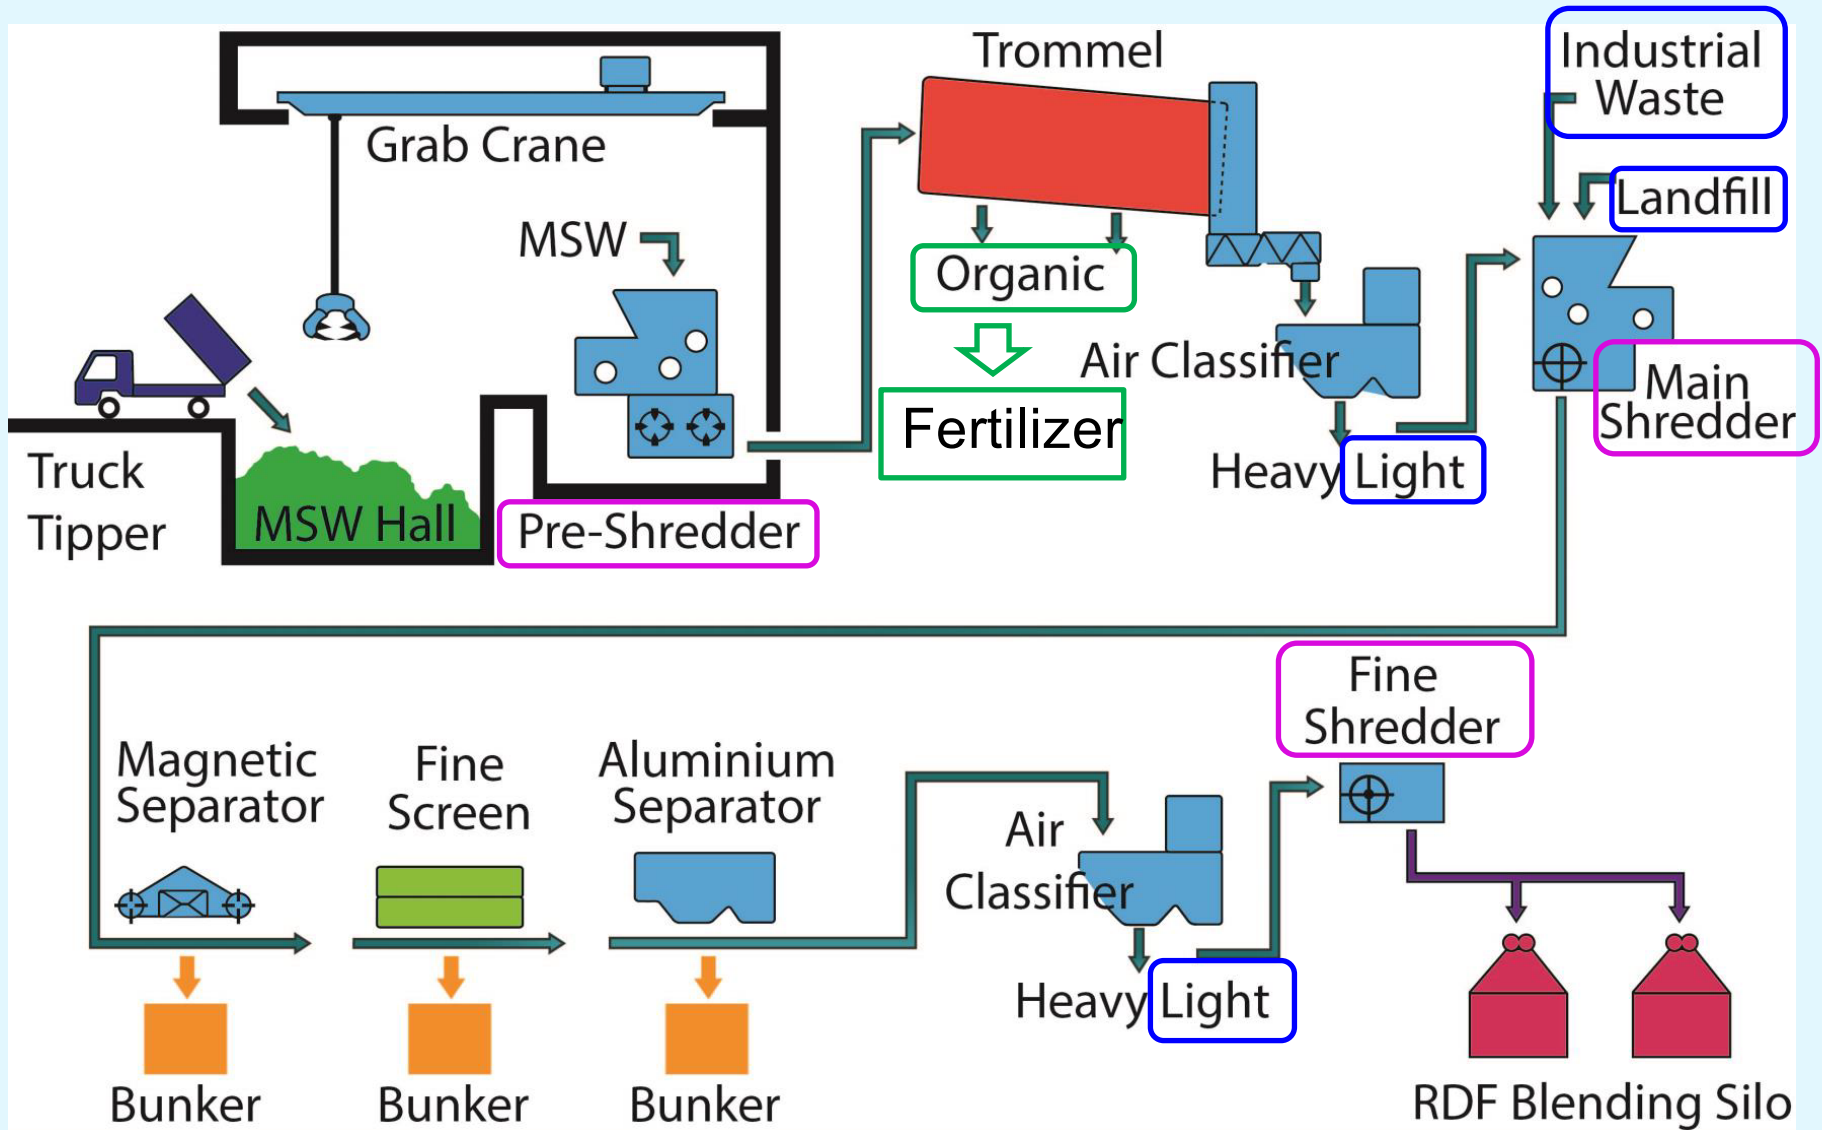 Grab Crane
MSW
Truck
Tipper
MSW Hall
Pre-Shredder
Trommel
Organic
Fertilizer
Air Classifier
Heavy Light
Industrial
Waste
Landfill
Main
Shredder
Magnetic
Separator
Bunker
Fine
Screen
Bunker
Aluminium
Separator
Bunker
Air
Classifier
Heavy Light
Fine
Shredder
RDF Blending Silo